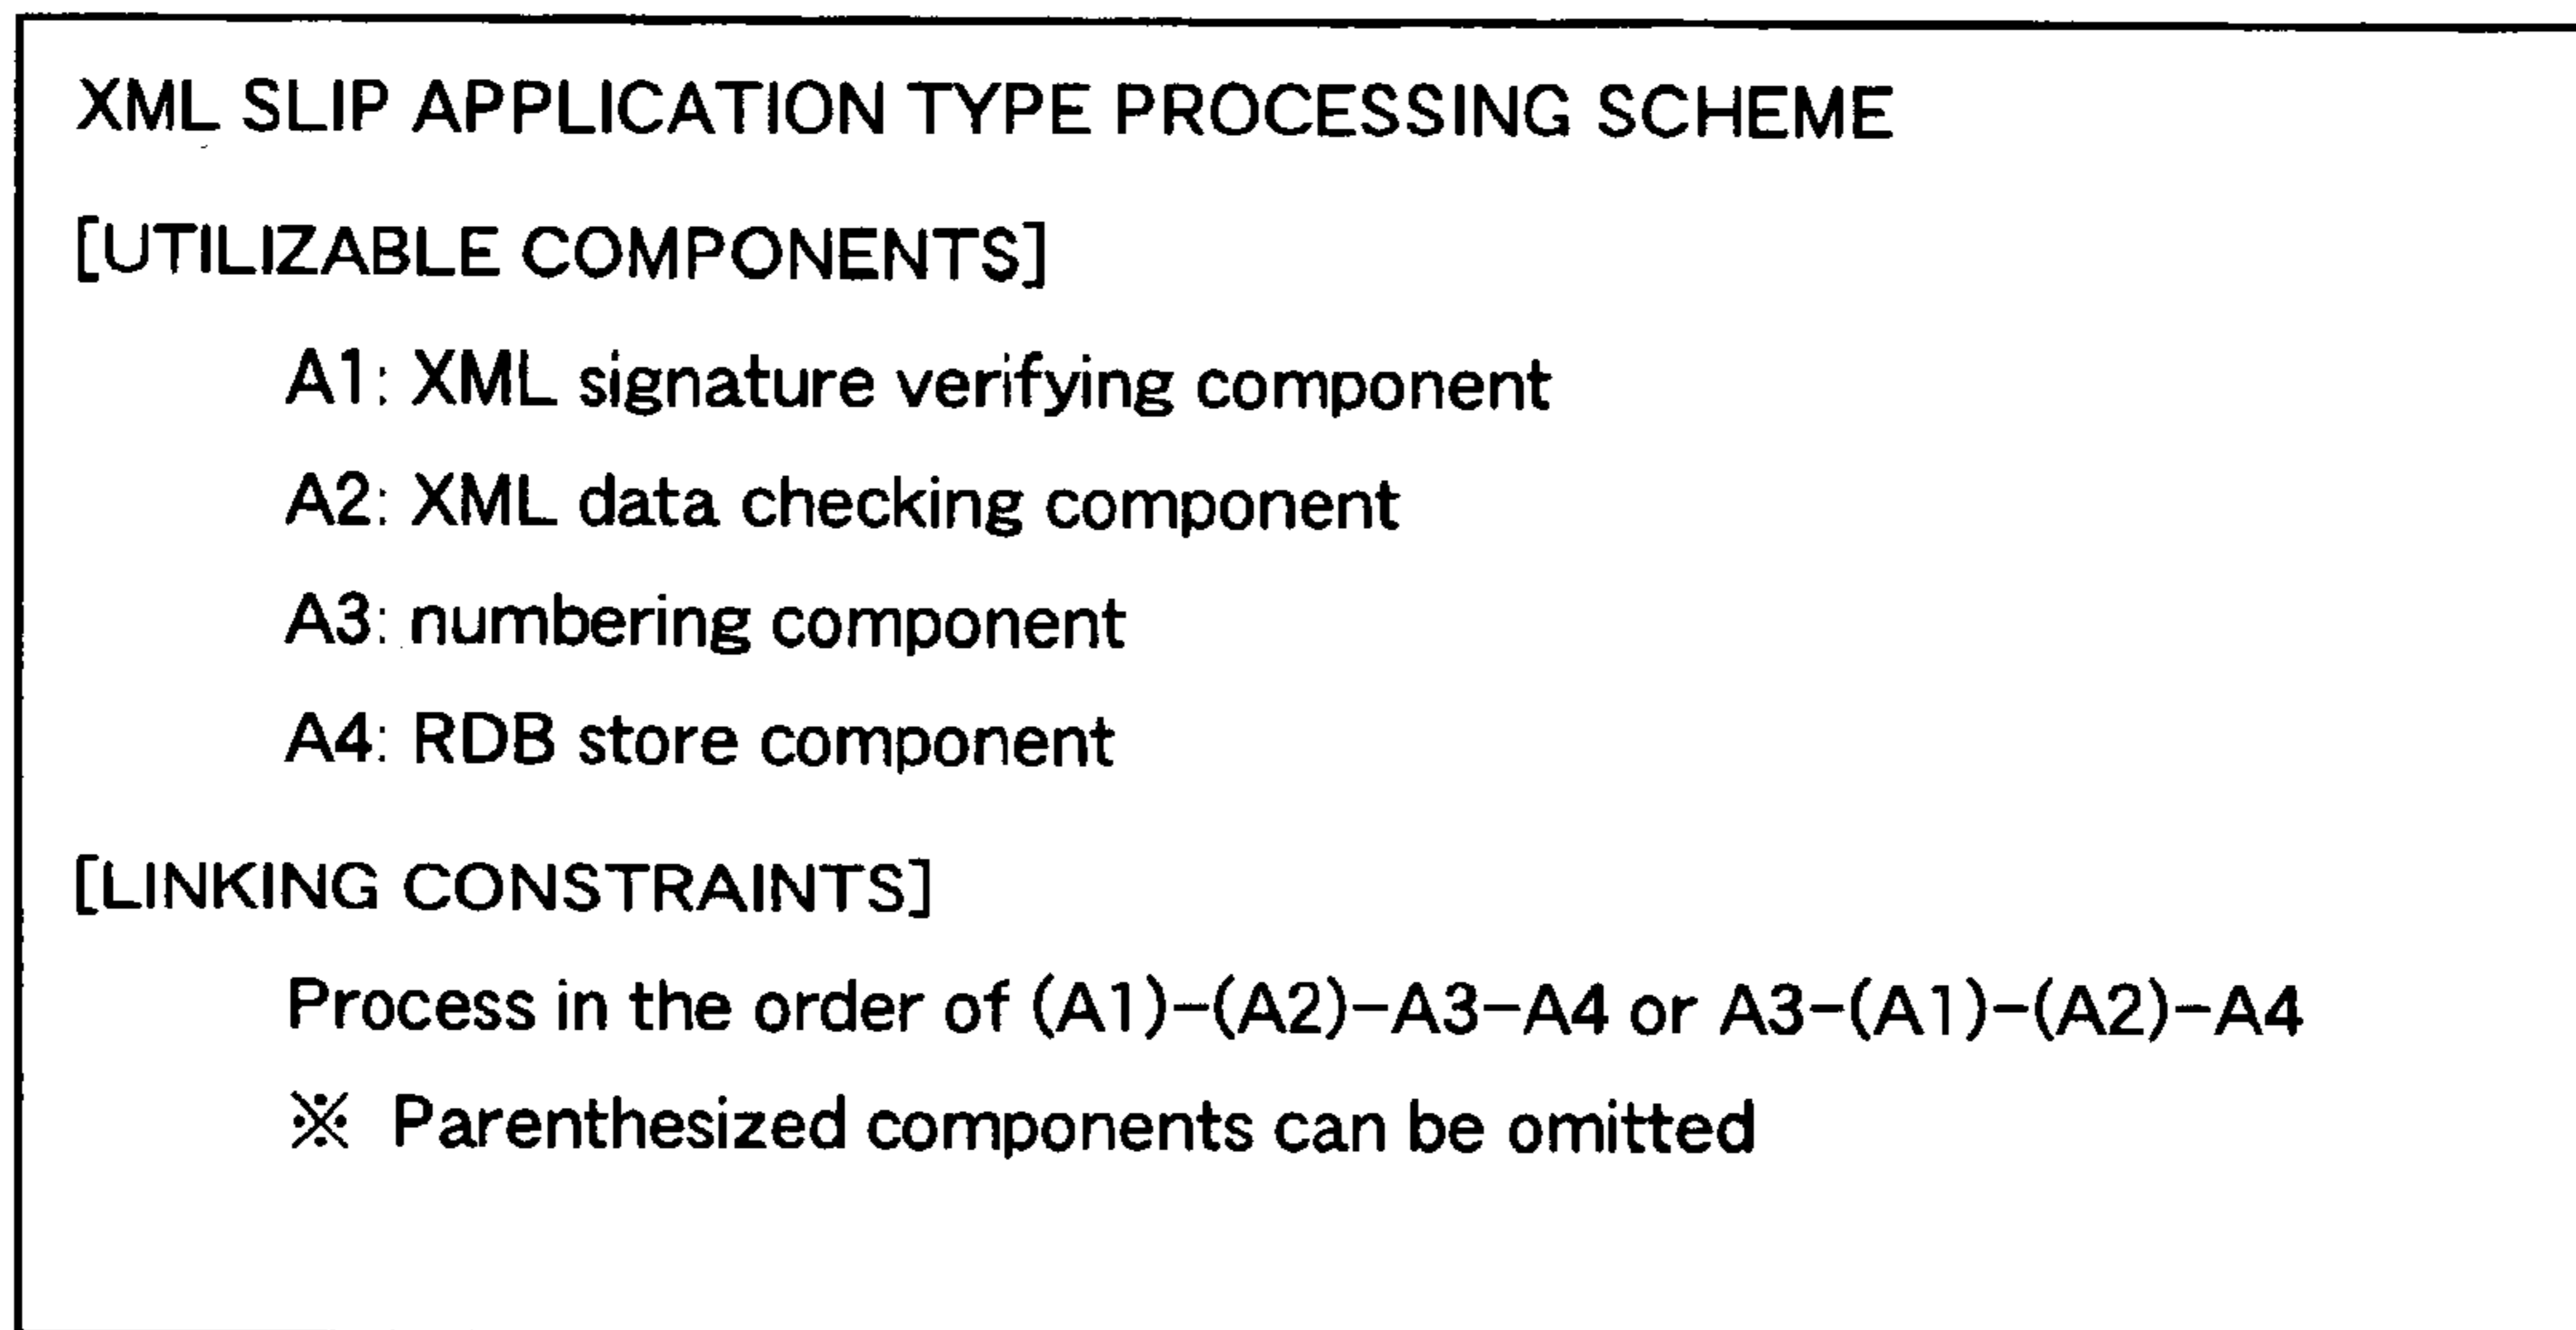 XML SLIP APPLICATION TYPE PROCESSING SCHEME
[UTILIZABLE COMPONENTS]
A1: XML signature verifying component
A2: XML data checking component
A3: numbering component
A4: RDB store component
[LINKING CONSTRAINTS]
Process in the order of (A1)–(A2)–A3–A4 or A3–(A1)–(A2)–A4
※ Parenthesized components can be omitted